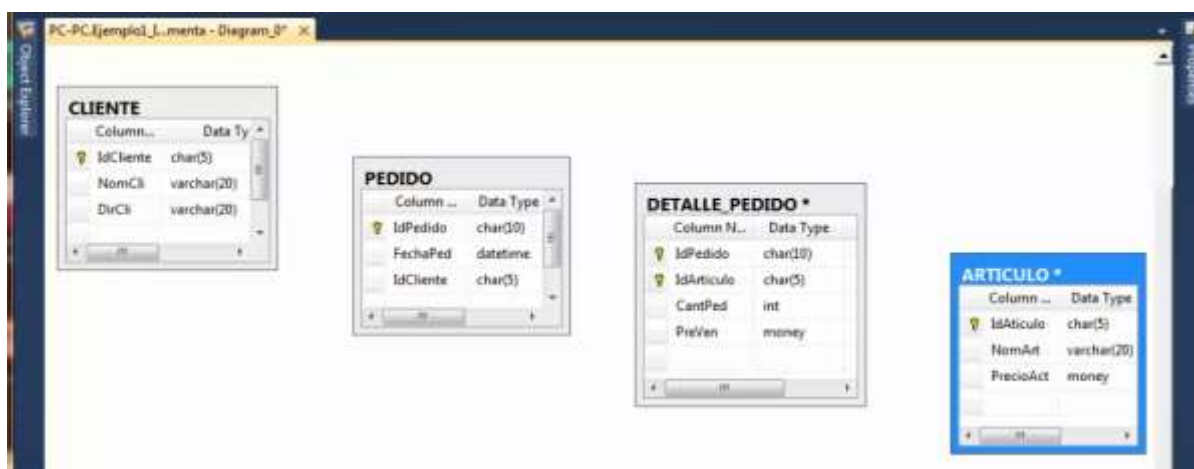 PC-PC.Ejemplo1_I...menta - Diagram_0* ×
Object Explorer
Properties
CLIENTE
Column... Data Ty
IdCliente char(5)
NomCli varchar(20)
DirCli varchar(20)
PEDIDO
Column ... Data Type
IdPedido char(10)
FechaPed datetime
IdCliente char(5)
DETALLE_PEDIDO *
Column N... Data Type
IdPedido char(10)
IdArticulo char(5)
CantPed int
PreVen money
ARTICULO *
Column ... Data Type
IdAticulo char(5)
NomArt varchar(20)
PrecioAct money